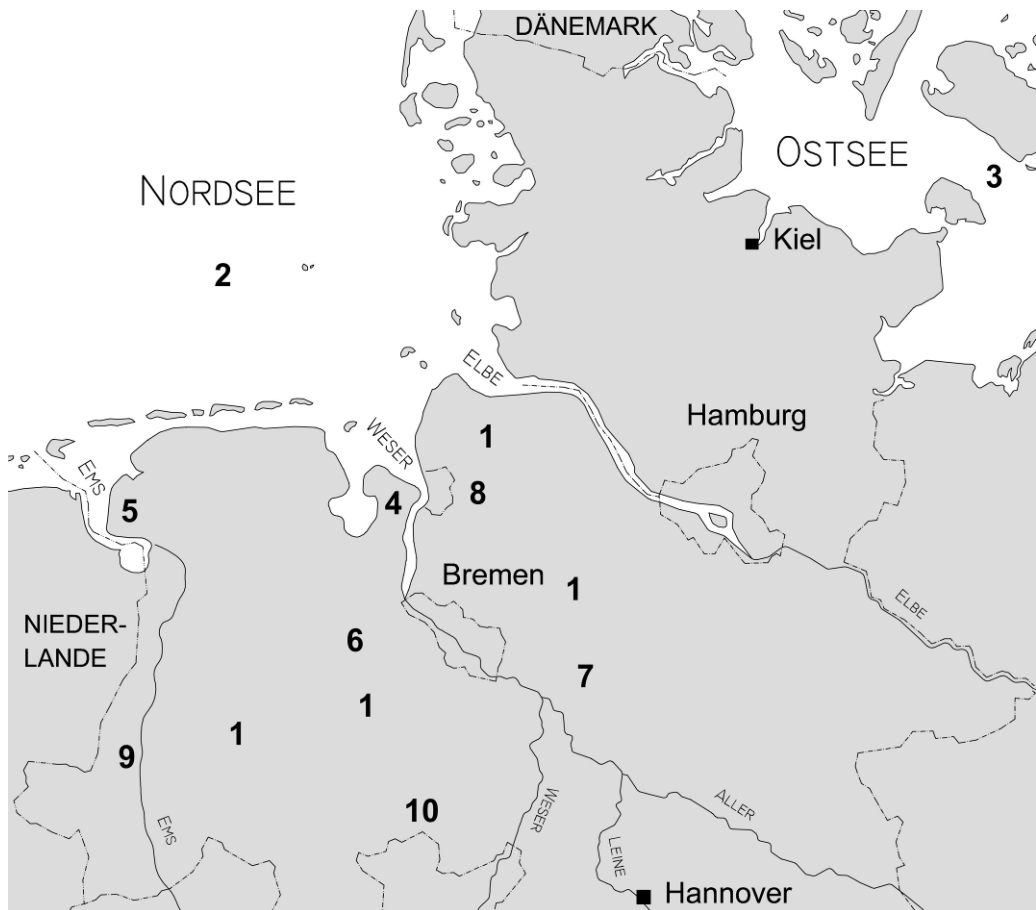 DÄNEMARK
OSTSEE
3
NORDSEE
Kiel
2
ELBE
Hamburg
1
WESER
EMS
8
4
5
Bremen
1
ELBE
NIEDER-
LANDE
6
7
1
1
9
10
WESER
ALLER
EMS
LEINE
Hannover